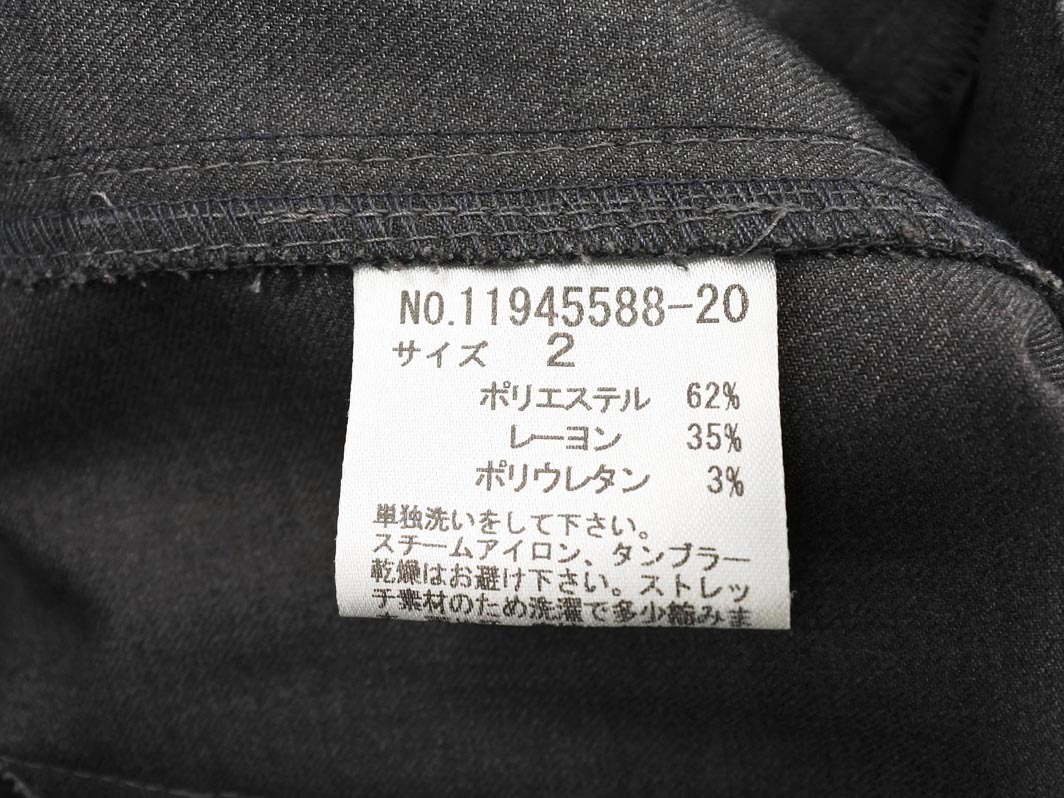 NO.11945588-20
サイズ 2
ポリエステル 62%
レーヨン 35%
ポリウレタン 3%
単独洗いをして下さい。
スチームアイロン、タンブラー
乾燥はお避け下さい。ストレッ
チ素材のため洗濯で多少縮みま